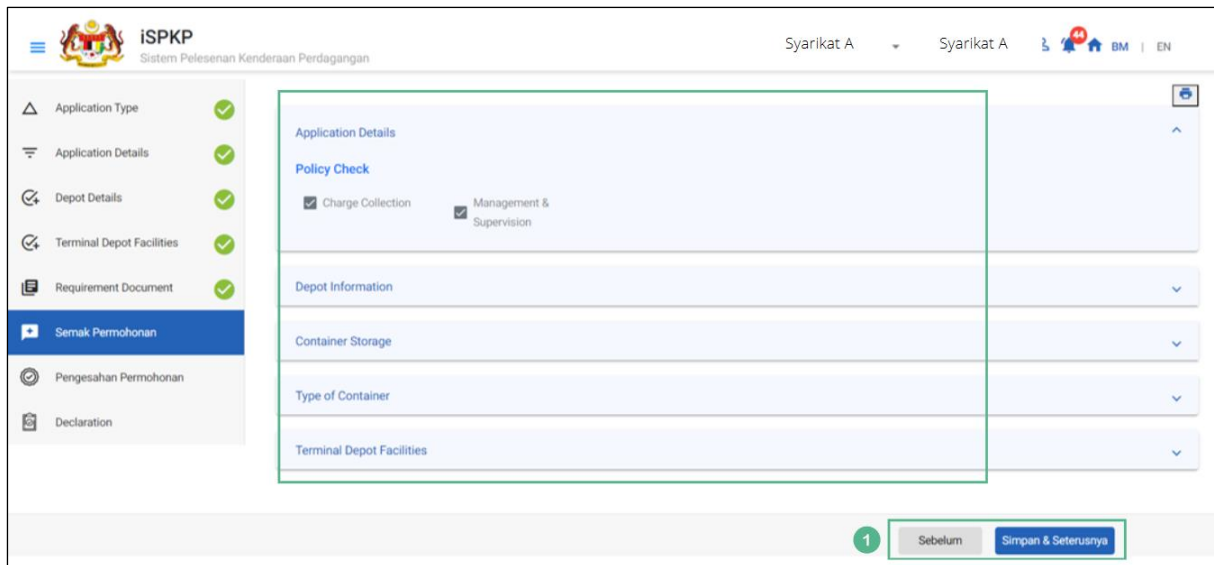 iSPKP
Sistem Pelesenan Kenderaan Perdagangan
Syarikat A
Syarikat A
44
BM | EN
Application Type
Application Details
Depot Details
Terminal Depot Facilities
Requirement Document
Semak Permohonan
Pengesahan Permohonan
Declaration
Application Details
Policy Check
Charge Collection
Management &
Supervision
Depot Information
Container Storage
Type of Container
Terminal Depot Facilities
1
Sebelum
Simpan & Seterusnya